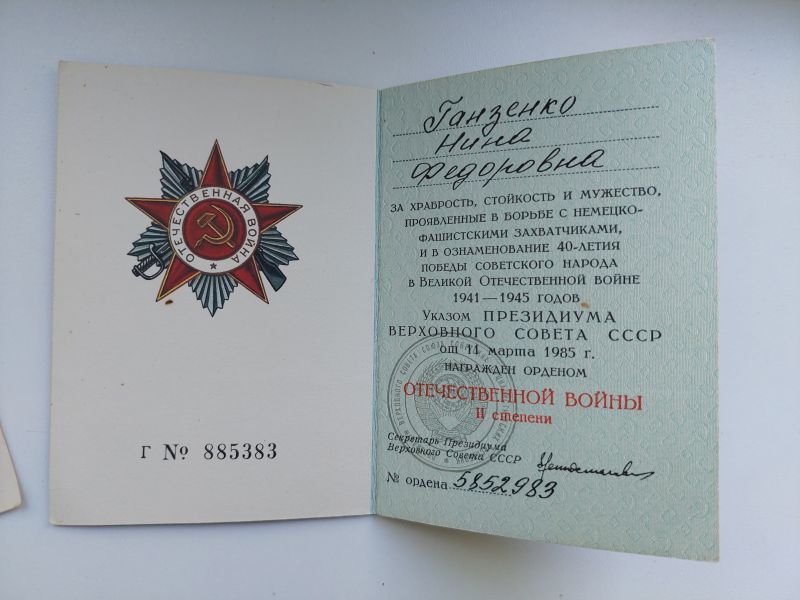 ОТЕЧЕСТВЕННАЯ ВОЙНА
Г № 885383
Ганзенко
Нина
Федоровна
ЗА ХРАБРОСТЬ, СТОЙКОСТЬ И МУЖЕСТВО,
ПРОЯВЛЕННЫЕ В БОРЬБЕ С НЕМЕЦКО-
ФАШИСТСКИМИ ЗАХВАТЧИКАМИ,
И В ОЗНАМЕНОВАНИЕ 40-ЛЕТИЯ
ПОБЕДЫ СОВЕТСКОГО НАРОДА
В ВЕЛИКОЙ ОТЕЧЕСТВЕННОЙ ВОЙНЕ
1941—1945 ГОДОВ
УКАЗОМ ПРЕЗИДИУМА
ВЕРХОВНОГО СОВЕТА СССР
от 11 марта 1985 г.
НАГРАЖДЕН ОРДЕНОМ
ОТЕЧЕСТВЕННОЙ ВОЙНЫ
II степени
Секретарь Президиума
Верховного Совета СССР
№ ордена 5852983